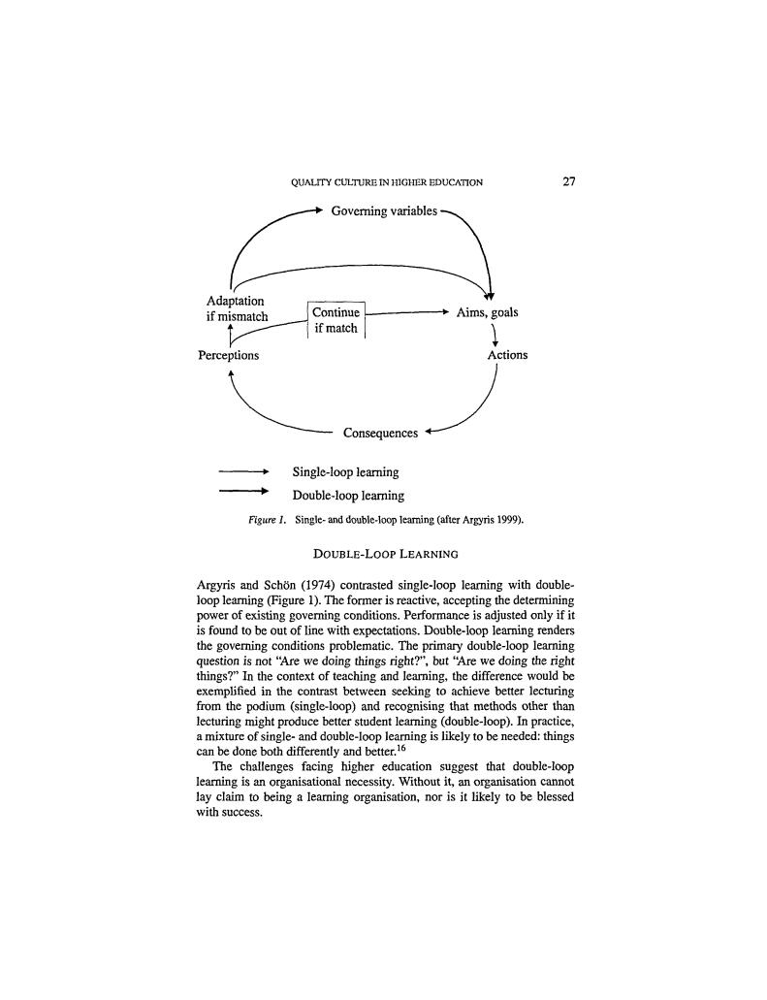 QUALITY CULTURE IN HIGHER EDUCATION 27
Governing variables
Adaptation
if mismatch
Continue
if match
Aims, goals
Perceptions
Actions
Consequences
Single-loop learning
Double-loop learning
Figure 1. Single- and double-loop learning (after Argyris 1999).
DOUBLE-LOOP LEARNING
Argyris and Schön (1974) contrasted single-loop learning with double-
loop learning (Figure 1). The former is reactive, accepting the determining
power of existing governing conditions. Performance is adjusted only if it
is found to be out of line with expectations. Double-loop learning renders
the governing conditions problematic. The primary double-loop learning
question is not “Are we doing things right?”, but “Are we doing the right
things?” In the context of teaching and learning, the difference would be
exemplified in the contrast between seeking to achieve better lecturing
from the podium (single-loop) and recognising that methods other than
lecturing might produce better student learning (double-loop). In practice,
a mixture of single- and double-loop learning is likely to be needed: things
can be done both differently and better.16
The challenges facing higher education suggest that double-loop
learning is an organisational necessity. Without it, an organisation cannot
lay claim to being a learning organisation, nor is it likely to be blessed
with success.